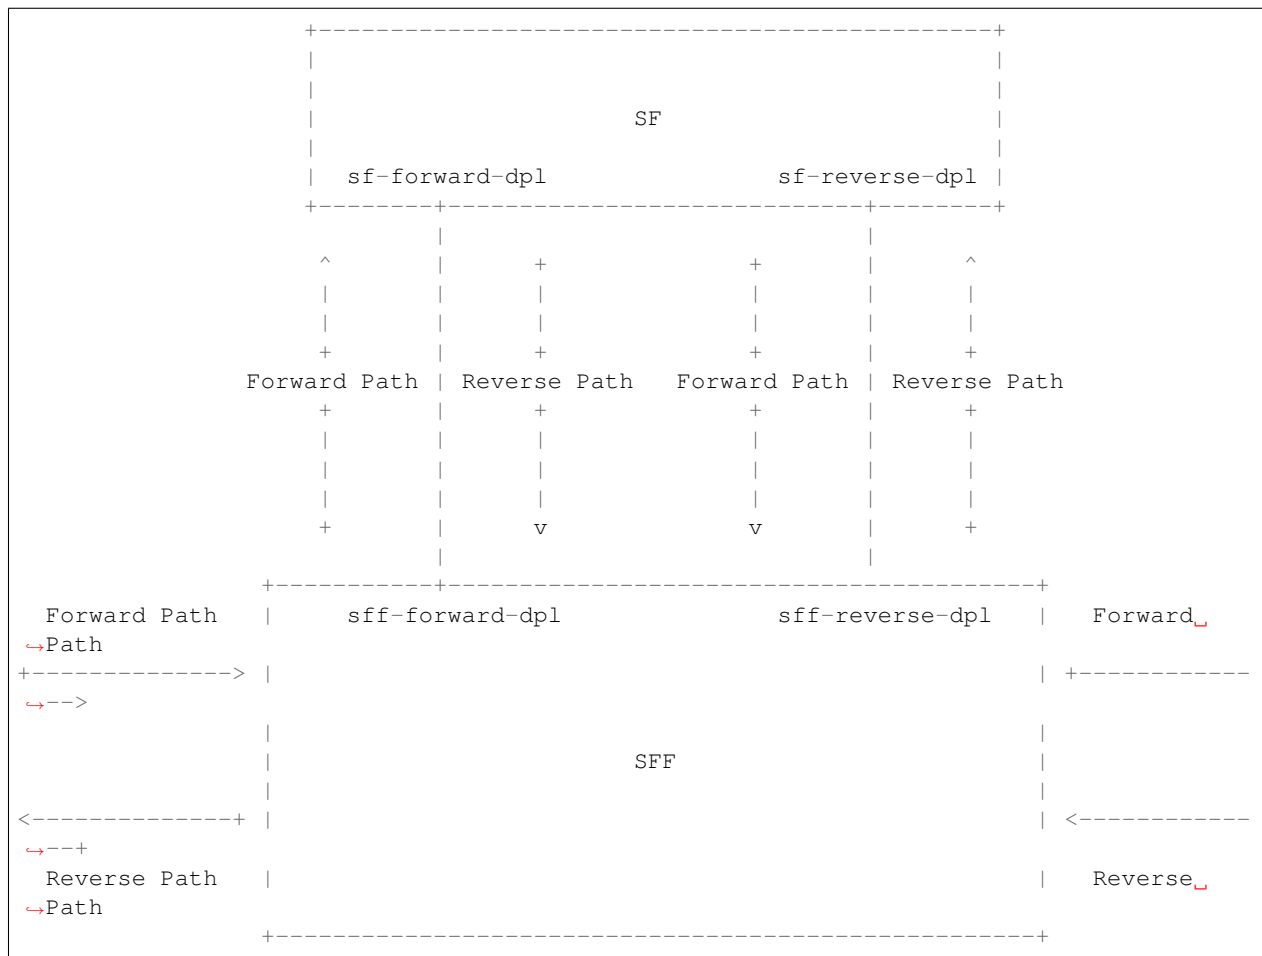 +-----------------------------------------------+
|                                               |
|                                               |
|                      SF                       |
|                                               |
|  sf-forward-dpl                sf-reverse-dpl |
+--------+-----------------------------+--------+
|                             |
^       |      +              +       |      ^
|       |      |              |       |      |
|       |      |              |       |      |
+       |      +              +       |      +
Forward Path | Reverse Path   Forward Path | Reverse Path
+       |      +              +       |      +
|       |      |              |       |      |
|       |      |              |       |      |
|       |      |              |       |      |
+       |      v              v       |      +
|                             |
+-----------+-----------------------------------------+
Forward Path   |     sff-forward-dpl               sff-reverse-dpl   |   Forward␣
↪Path
+--------------> |                                                     | +------------
↪-->
|                                                     |
|                         SFF                         |
|                                                     |
<--------------+ |                                                     | <------------
↪--+
Reverse Path   |                                                     |   Reverse␣
↪Path
+-----------------------------------------------------+